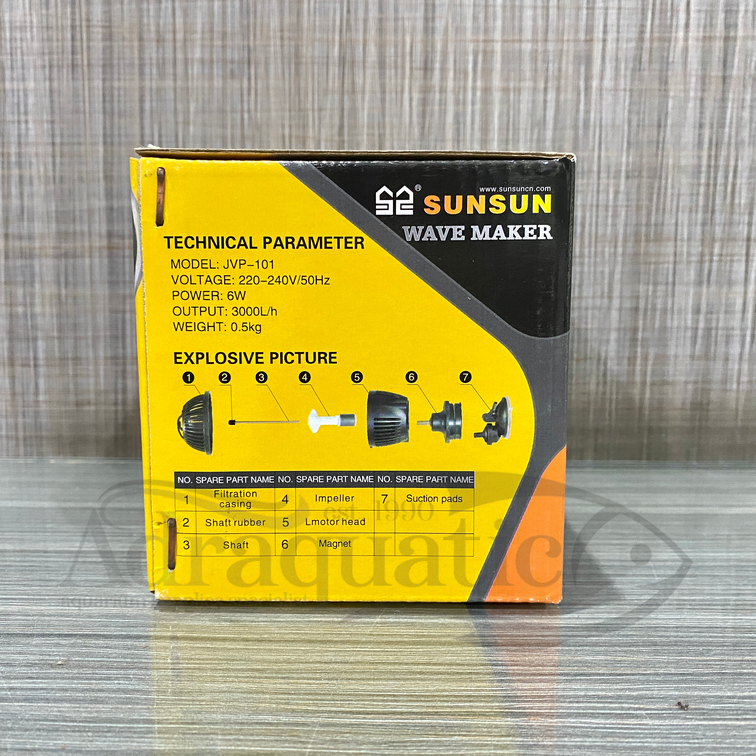 www.sunsuncn.com
® SUNSUN
WAVE MAKER
TECHNICAL PARAMETER
MODEL: JVP-101
VOLTAGE: 220-240V/50Hz
POWER: 6W
OUTPUT: 3000L/h
WEIGHT: 0.5kg
EXPLOSIVE PICTURE
1 2 3 4 5 6 7
NO. SPARE PART NAME NO. SPARE PART NAME NO. SPARE PART NAME
1 Filtration casing 4 Impeller 7 Suction pads
2 Shaft rubber 5 Lmotor head
3 Shaft 6 Magnet
est 1990
Adraquatic